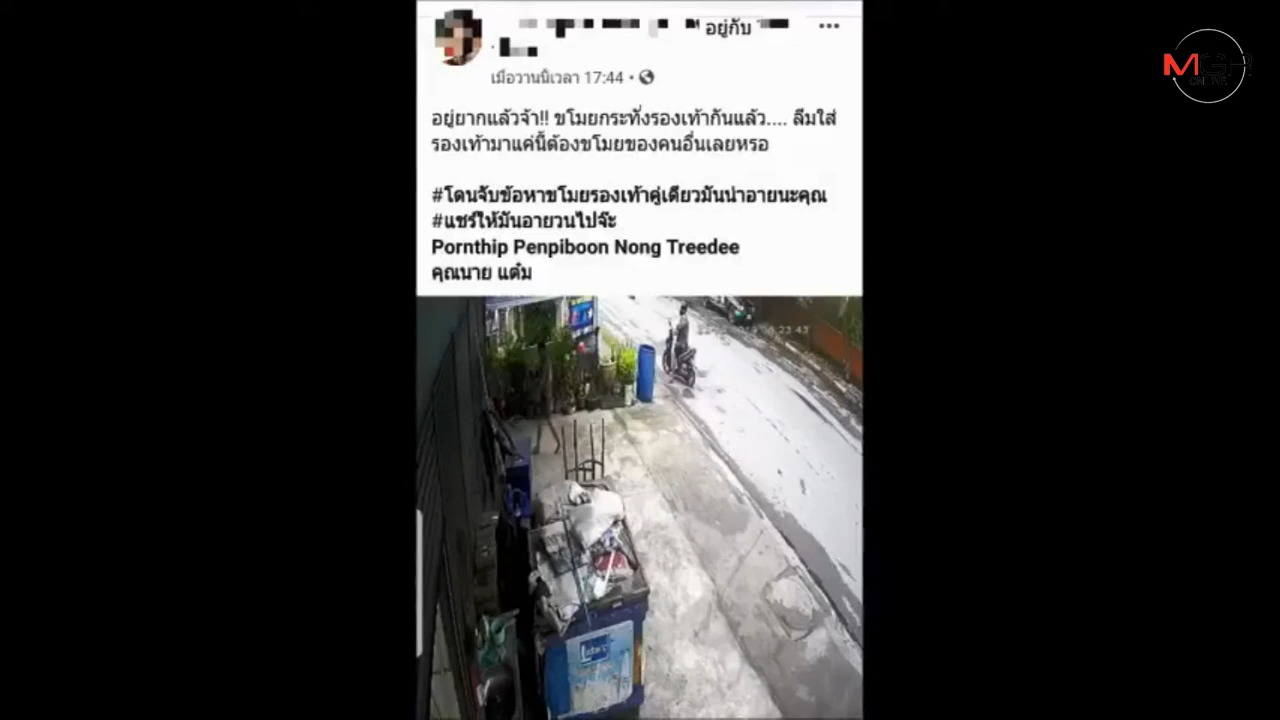 อยู่กับ
เมื่อวานนี้เวลา 17:44
MGR
ONLINE
อยู่ยากแล้วจ้า!! ขโมยกระทั่งรองเท้ากันแล้ว.... ลืมใส่
รองเท้ามาแค่นี้ต้องขโมยของคนอื่นเลยหรอ
#โดนจับข้อหาขโมยรองเท้าคู่เดียวมันน่าอายนะคุณ
#แชร์ให้มันอายวนไปจ๊ะ
Pornthip Penpiboon Nong Treedee
คุณนาย แต๋ม